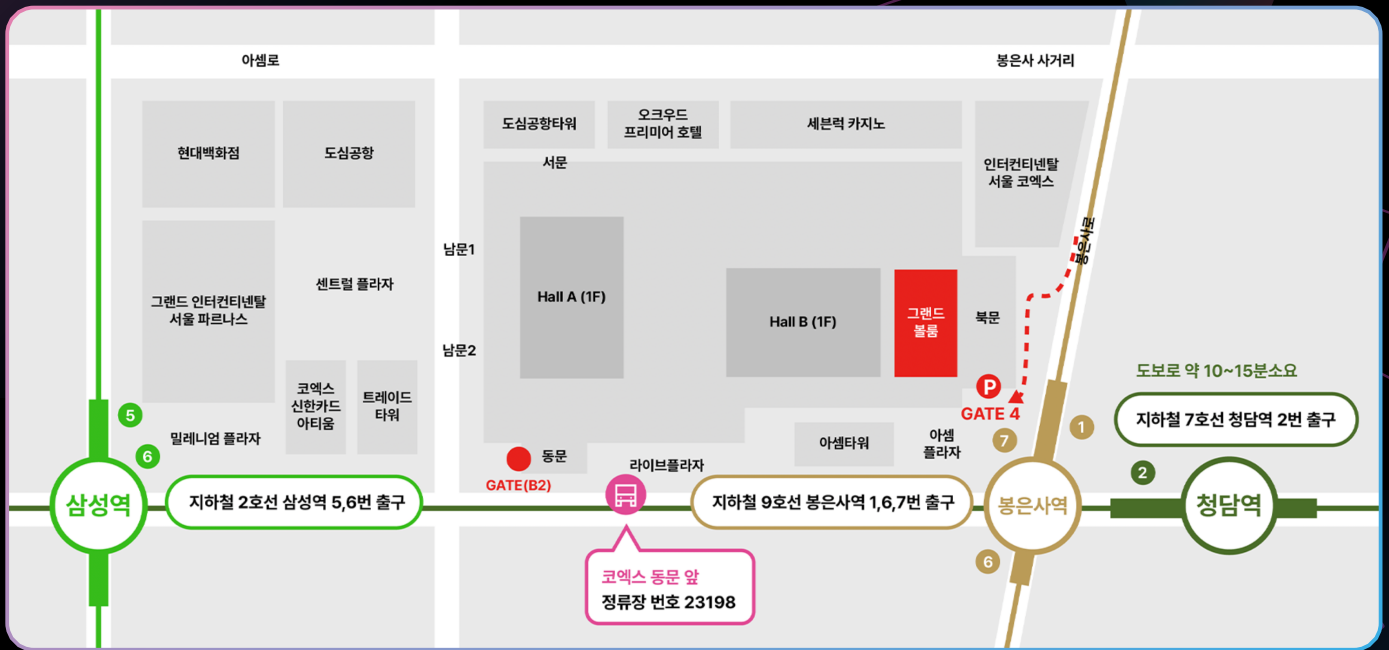 아셈로
봉은사 사거리
현대백화점
도심공항
도심공항타워
오크우드
프리미어 호텔
세븐럭 카지노
인터컨티넨탈
서울 코엑스
서문
봉은사로
남문1
남문2
그랜드 인터컨티넨탈
서울 파르나스
센트럴 플라자
Hall A (1F)
Hall B (1F)
그랜드
볼룸
북문
P
GATE 4
코엑스
신한카드
아티움
트레이드
타워
밀레니엄 플라자
5
6
동문
GATE(B2)
라이브플라자
아셈타워
아셈
플라자
7
1
도보로 약 10~15분소요
지하철 7호선 청담역 2번 출구
2
삼성역
지하철 2호선 삼성역 5,6번 출구
지하철 9호선 봉은사역 1,6,7번 출구
봉은사역
청담역
6
코엑스 동문 앞
정류장 번호 23198